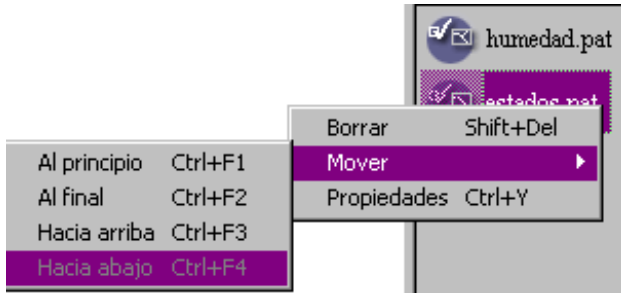 humedad.pat
estados.pat
Borrar Shift+Del
Mover
Propiedades Ctrl+Y
Al principio Ctrl+F1
Al final Ctrl+F2
Hacia arriba Ctrl+F3
Hacia abajo Ctrl+F4